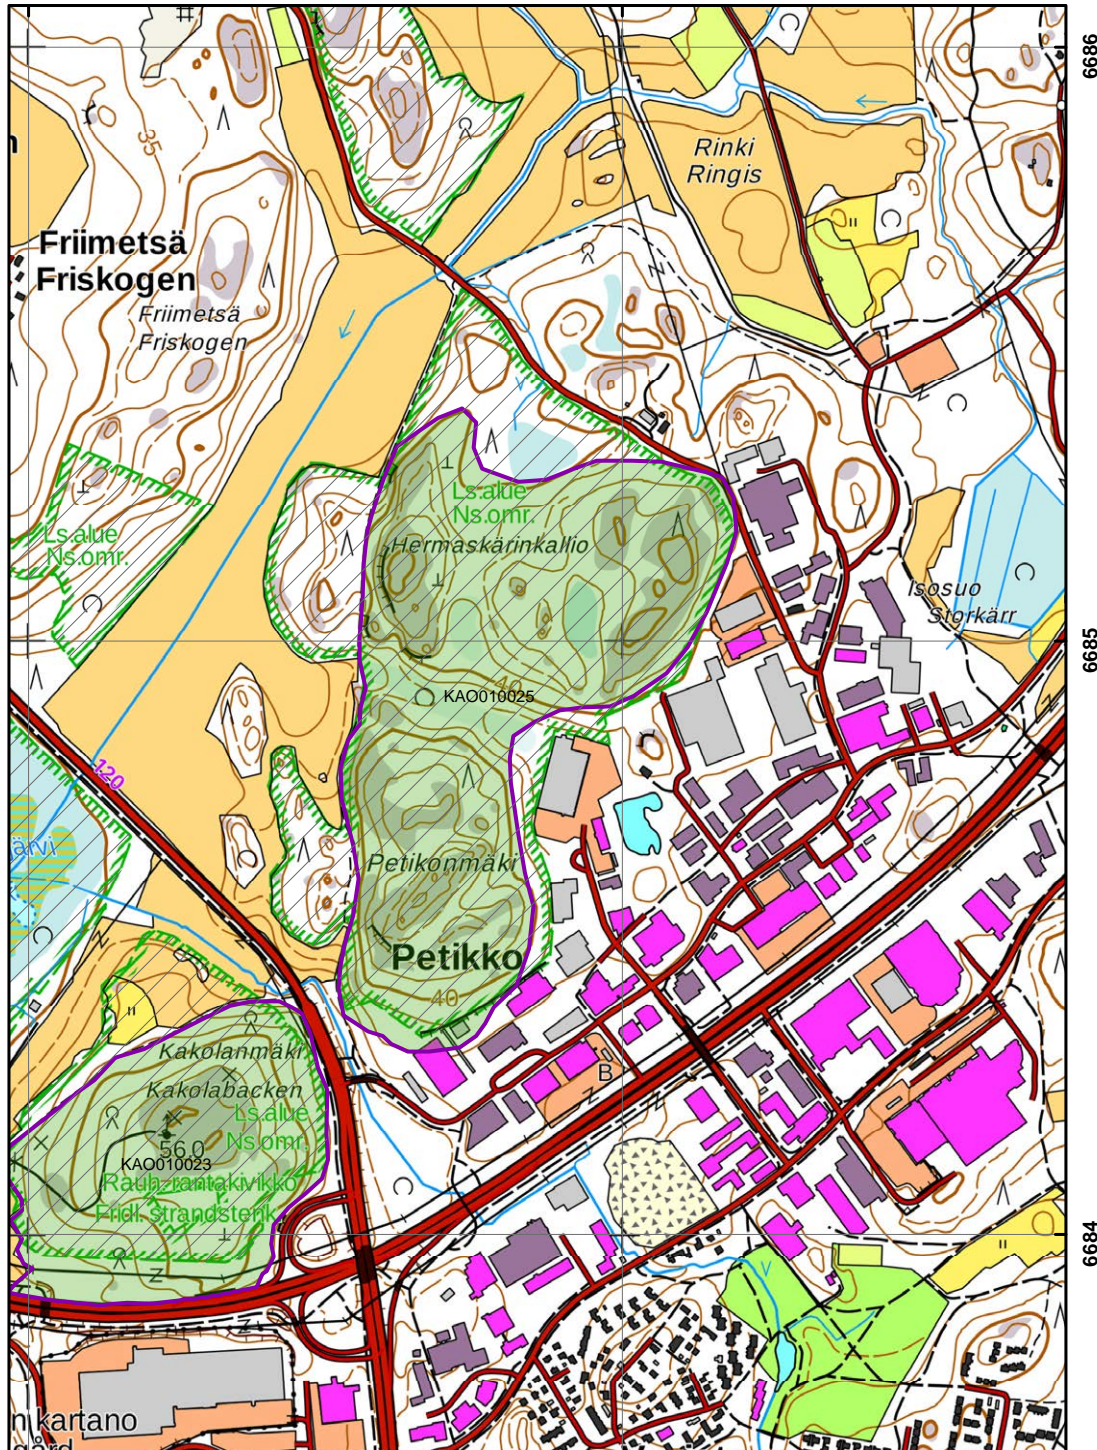 6686
Rinki
Ringis
Friimetsä
Friskogen
Friimetsä
Friskogen
35
Ls.alue
Ns.omr.
Ls.alue
Ns.omr.
Hermaskärinkallio
Isosuo
Storkärr
6685
40
KAO010025
120
ärvi
Petikonmäki
Petikko
40
Kakolanmäki
Kakolabacken
Ls.alue
Ns.omr.
56.0
KAO010023
Rauh. rantakivikko
Fridl. strandstenk.
B
6684
n kartano
gård